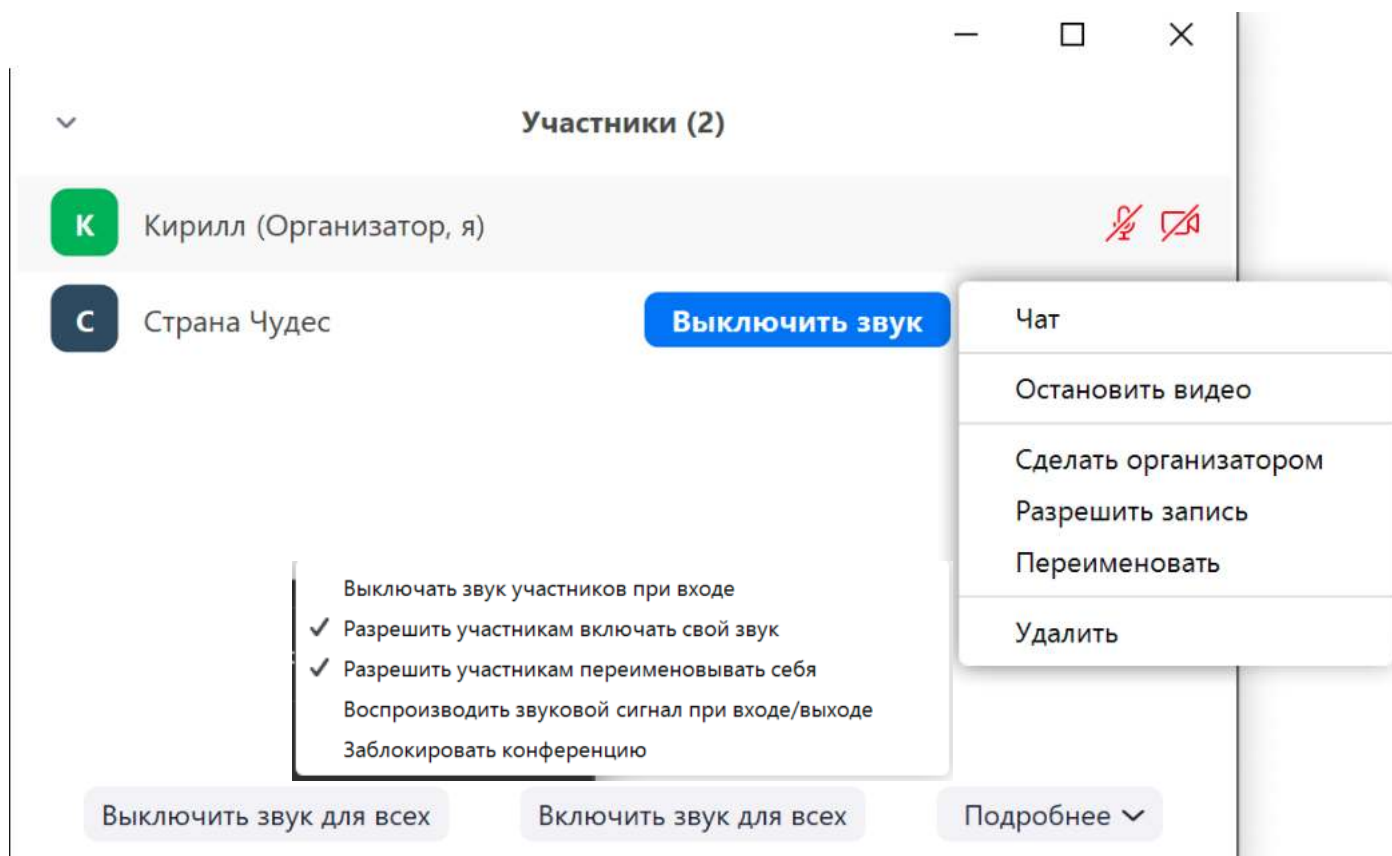 Участники (2)
К
Кирилл (Организатор, я)
С
Страна Чудес
Выключить звук
Чат
Остановить видео
Сделать организатором
Разрешить запись
Переименовать
Удалить
Выключать звук участников при входе
✓ Разрешить участникам включать свой звук
✓ Разрешить участникам переименовывать себя
Воспроизводить звуковой сигнал при входе/выходе
Заблокировать конференцию
Выключить звук для всех
Включить звук для всех
Подробнее